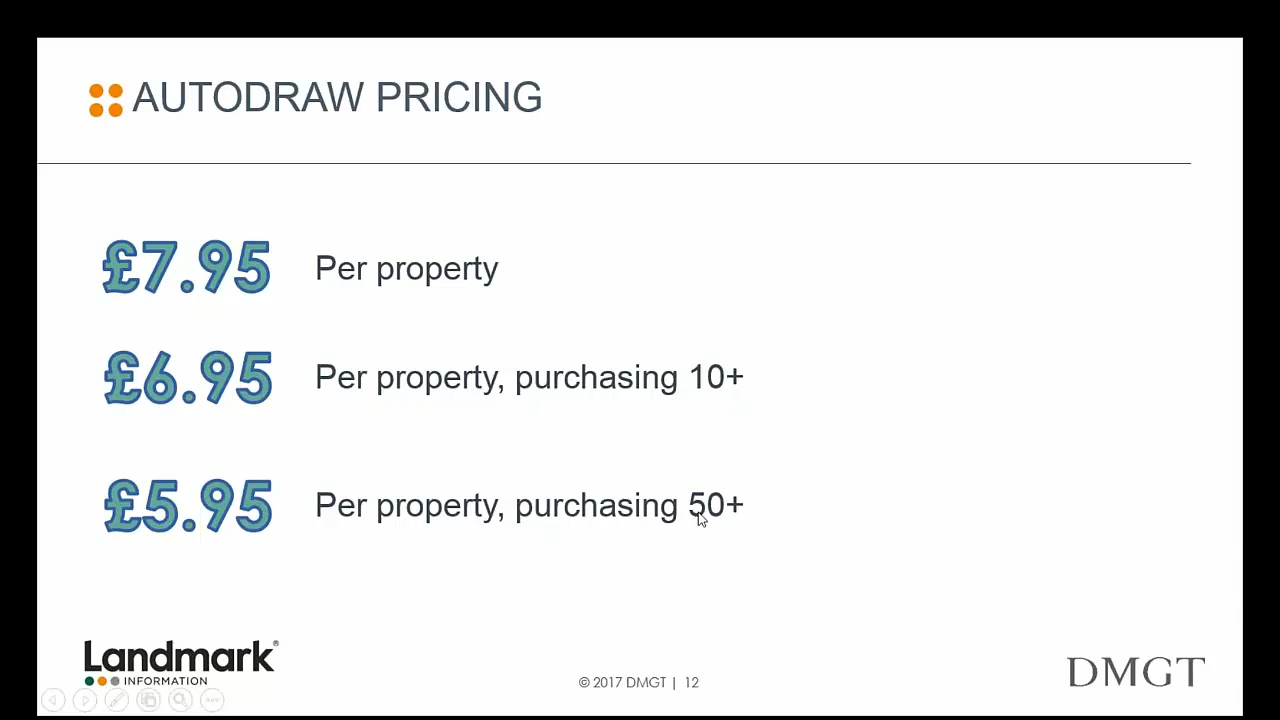 AUTODRAW PRICING
£7.95 Per property
£6.95 Per property, purchasing 10+
£5.95 Per property, purchasing 50+
Landmark®
INFORMATION
© 2017 DMGT | 12
DMGT